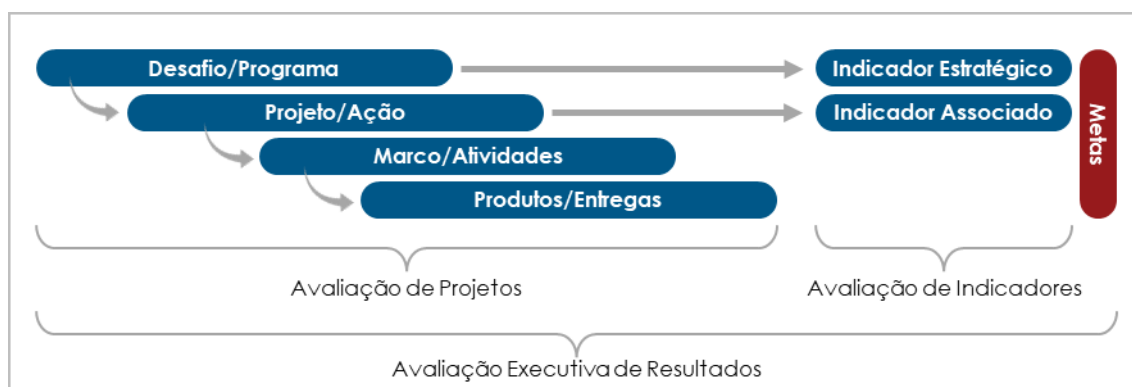 Desafio/Programa
Indicador Estratégico
Projeto/Ação
Indicador Associado
Marco/Atividades
Produtos/Entregas
Metas
Avaliação de Projetos
Avaliação de Indicadores
Avaliação Executiva de Resultados